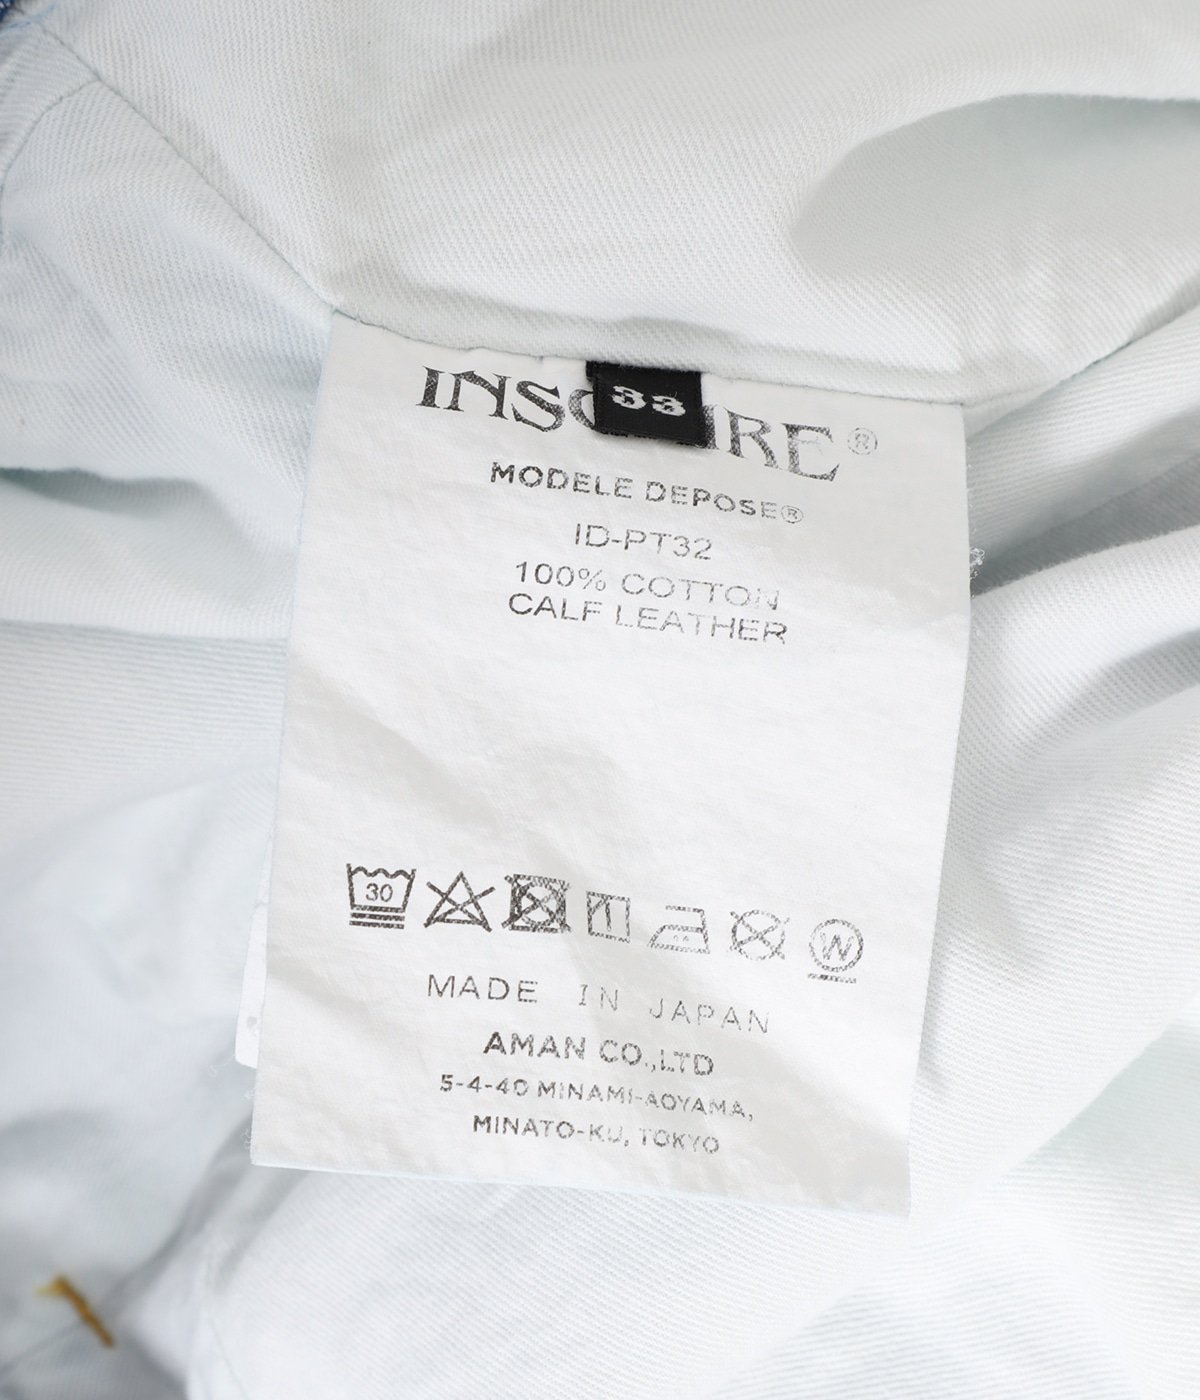 33
MODELE DEPOSE®
ID-PT32
100% COTTON
CALF LEATHER
30
W
MADE IN JAPAN
AMAN CO.,LTD
5-4-40 MINAMI-AOYAMA,
MINATO-KU, TOKYO